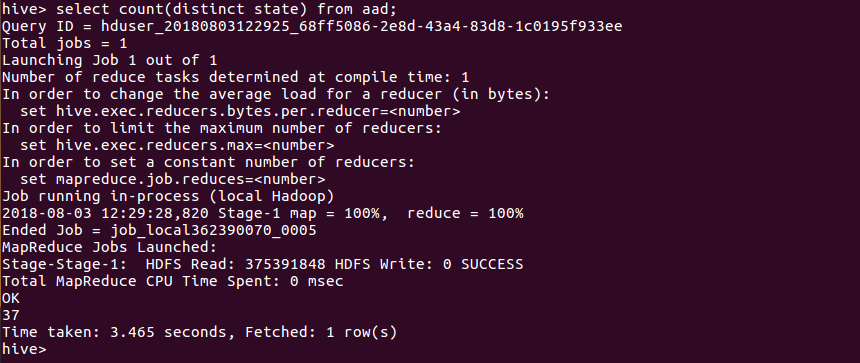 hive> select count(distinct state) from aad;
Query ID = hduser_20180803122925_68ff5086-2e8d-43a4-83d8-1c0195f933ee
Total jobs = 1
Launching Job 1 out of 1
Number of reduce tasks determined at compile time: 1
In order to change the average load for a reducer (in bytes):
  set hive.exec.reducers.bytes.per.reducer=<number>
In order to limit the maximum number of reducers:
  set hive.exec.reducers.max=<number>
In order to set a constant number of reducers:
  set mapreduce.job.reduces=<number>
Job running in-process (local Hadoop)
2018-08-03 12:29:28,820 Stage-1 map = 100%,  reduce = 100%
Ended Job = job_local362390070_0005
MapReduce Jobs Launched:
Stage-Stage-1:  HDFS Read: 375391848 HDFS Write: 0 SUCCESS
Total MapReduce CPU Time Spent: 0 msec
OK
37
Time taken: 3.465 seconds, Fetched: 1 row(s)
hive>